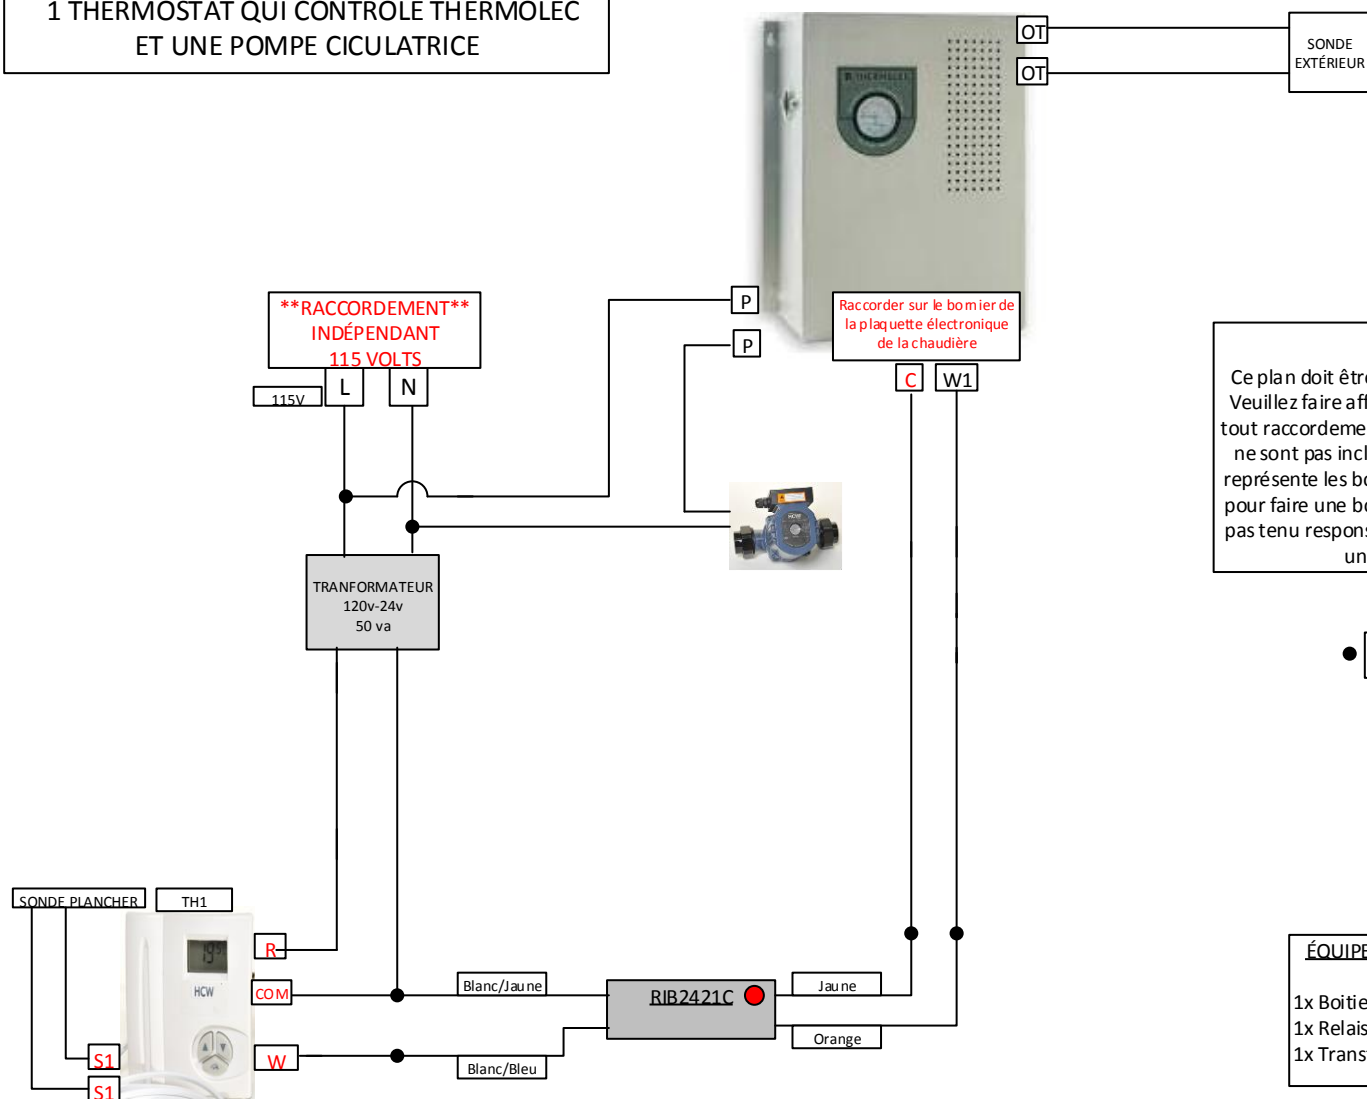 1 THERMOSTAT QUI CONTROLE THERMOLEC
ET UNE POMPE CICULATRICE
OT
OT
SONDE
EXTÉRIEUR
**RACCORDEMENT**
INDÉPENDANT
115 VOLTS
L
N
115V
P
P
Raccorder sur le bornier de
la plaquette électronique
de la chaudière
C
W1
Ce plan doit êtr
Veuillez faire aff
tout raccordeme
ne sont pas incl
représente les bo
pour faire une bo
pas tenu respons
un
TRANFORMATEUR
120v-24v
50 va
SONDE PLANCHER
TH1
R
HCW
COM
W
S1
S1
Blanc/Jaune
Blanc/Bleu
RIB2421C
Jaune
Orange
ÉQUIPE
1x Boitie
1x Relais
1x Trans